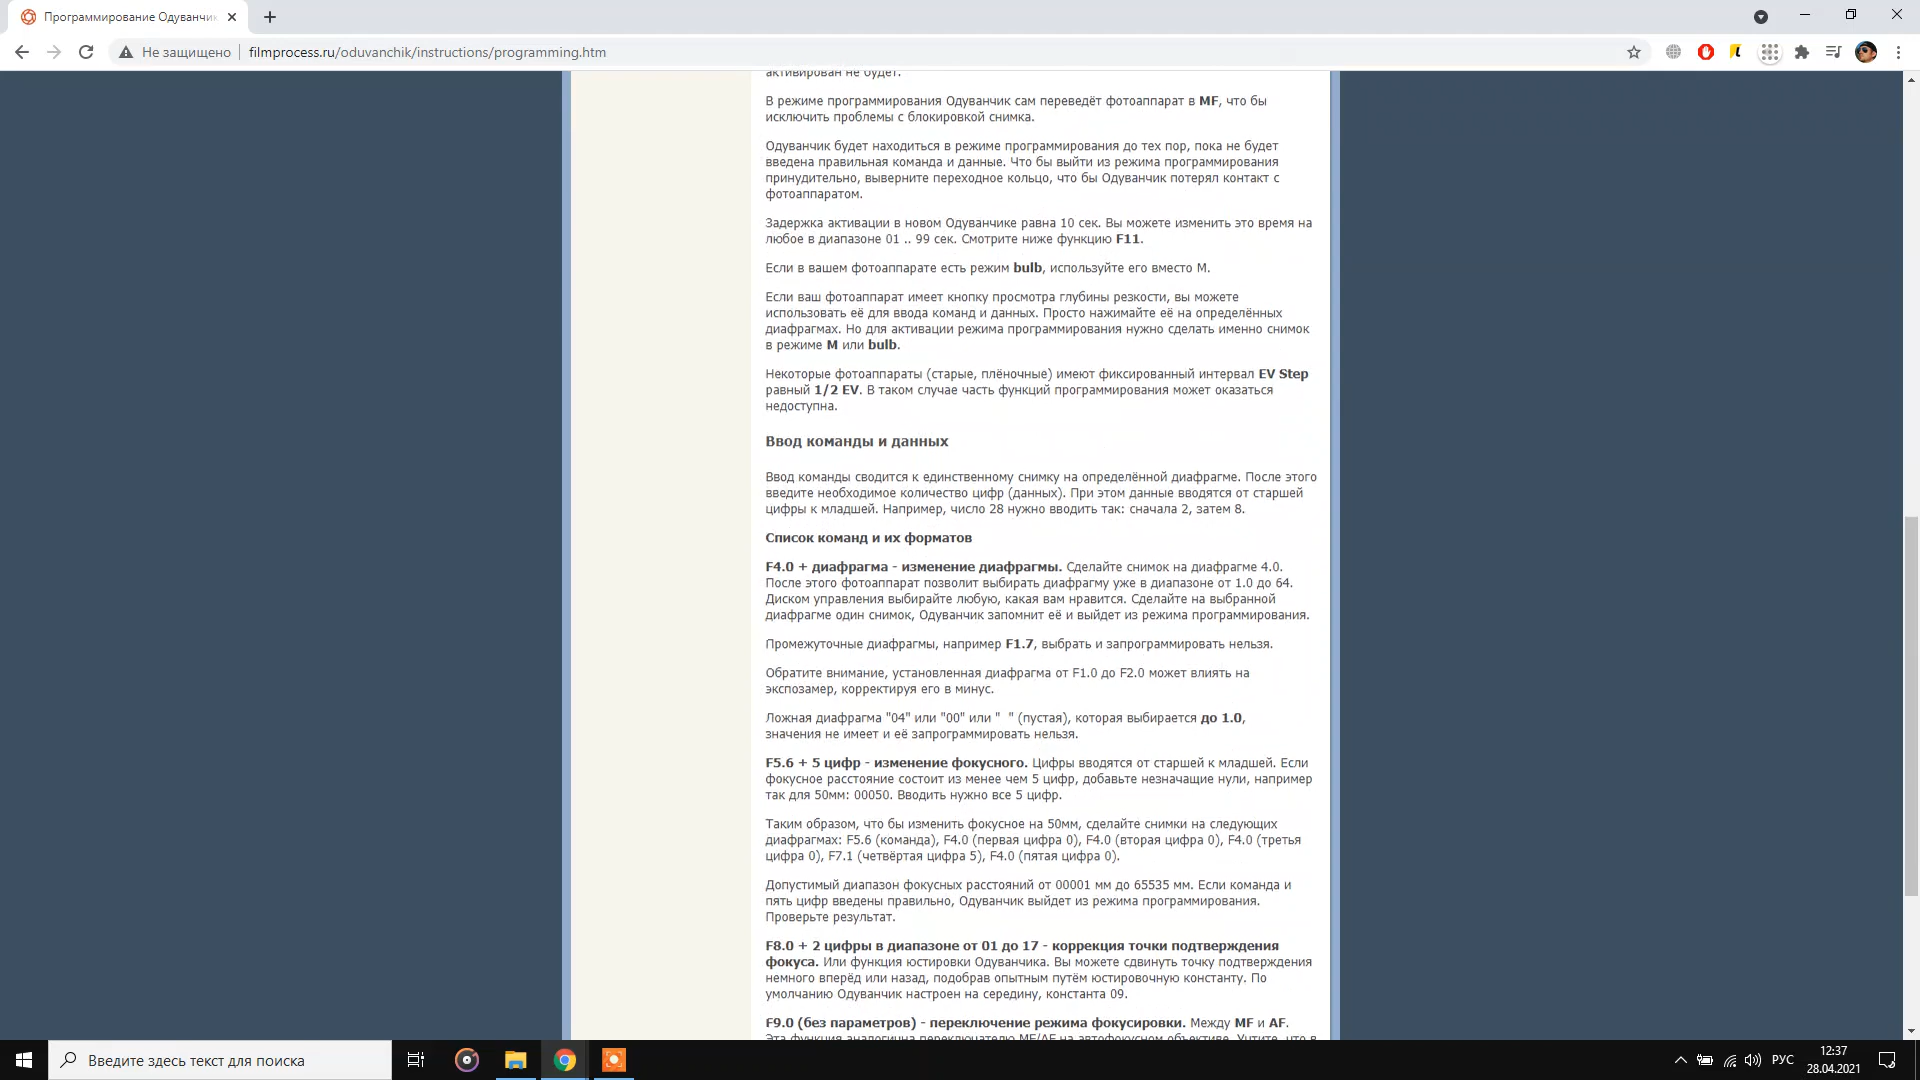 Программирование Одуванчик
Не защищено
filmprocess.ru/oduvanchik/instructions/programming.htm
активирован не будет.
В режиме программирования Одуванчик сам переведёт фотоаппарат в MF, что бы
исключить проблемы с блокировкой снимка.
Одуванчик будет находиться в режиме программирования до тех пор, пока не будет
введена правильная команда и данные. Что бы выйти из режима программирования
принудительно, выверните переходное кольцо, что бы Одуванчик потерял контакт с
фотоаппаратом.
Задержка активации в новом Одуванчике равна 10 сек. Вы можете изменить это время на
любое в диапазоне 01 .. 99 сек. Смотрите ниже функцию F11.
Если в вашем фотоаппарате есть режим bulb, используйте его вместо M.
Если ваш фотоаппарат имеет кнопку просмотра глубины резкости, вы можете
использовать её для ввода команд и данных. Просто нажимайте её на определённых
диафрагмах. Но для активации режима программирования нужно сделать именно снимок
в режиме M или bulb.
Некоторые фотоаппараты (старые, плёночные) имеют фиксированный интервал EV Step
равный 1/2 EV. В таком случае часть функций программирования может оказаться
недоступна.
Ввод команды и данных
Ввод команды сводится к единственному снимку на определённой диафрагме. После этого
введите необходимое количество цифр (данных). При этом данные вводятся от старшей
цифры к младшей. Например, число 28 нужно вводить так: сначала 2, затем 8.
Список команд и их форматов
F4.0 + диафрагма - изменение диафрагмы. Сделайте снимок на диафрагме 4.0.
После этого фотоаппарат позволит выбирать диафрагму уже в диапазоне от 1.0 до 64.
Диском управления выбирайте любую, какая вам нравится. Сделайте на выбранной
диафрагме один снимок, Одуванчик запомнит её и выйдет из режима программирования.
Промежуточные диафрагмы, например F1.7, выбрать и запрограммировать нельзя.
Обратите внимание, установленная диафрагма от F1.0 до F2.0 может влиять на
экспозамер, корректируя его в минус.
Ложная диафрагма "04" или "00" или "  " (пустая), которая выбирается до 1.0,
значения не имеет и её запрограммировать нельзя.
F5.6 + 5 цифр - изменение фокусного. Цифры вводятся от старшей к младшей. Если
фокусное расстояние состоит из менее чем 5 цифр, добавьте незначащие нули, например
так для 50мм: 00050. Вводить нужно все 5 цифр.
Таким образом, что бы изменить фокусное на 50мм, сделайте снимки на следующих
диафрагмах: F5.6 (команда), F4.0 (первая цифра 0), F4.0 (вторая цифра 0), F4.0 (третья
цифра 0), F7.1 (четвёртая цифра 5), F4.0 (пятая цифра 0).
Допустимый диапазон фокусных расстояний от 00001 мм до 65535 мм. Если команда и
пять цифр введены правильно, Одуванчик выйдет из режима программирования.
Проверьте результат.
F8.0 + 2 цифры в диапазоне от 01 до 17 - коррекция точки подтверждения
фокуса. Или функция юстировки Одуванчика. Вы можете сдвинуть точку подтверждения
немного вперёд или назад, подобрав опытным путём юстировочную константу. По
умолчанию Одуванчик настроен на середину, константа 09.
F9.0 (без параметров) - переключение режима фокусировки. Между MF и AF.
Эта функция аналогична переключателю MF/AF на автофокусном объективе. Учтите, что в
Введите здесь текст для поиска
РУС
12:37
28.04.2021